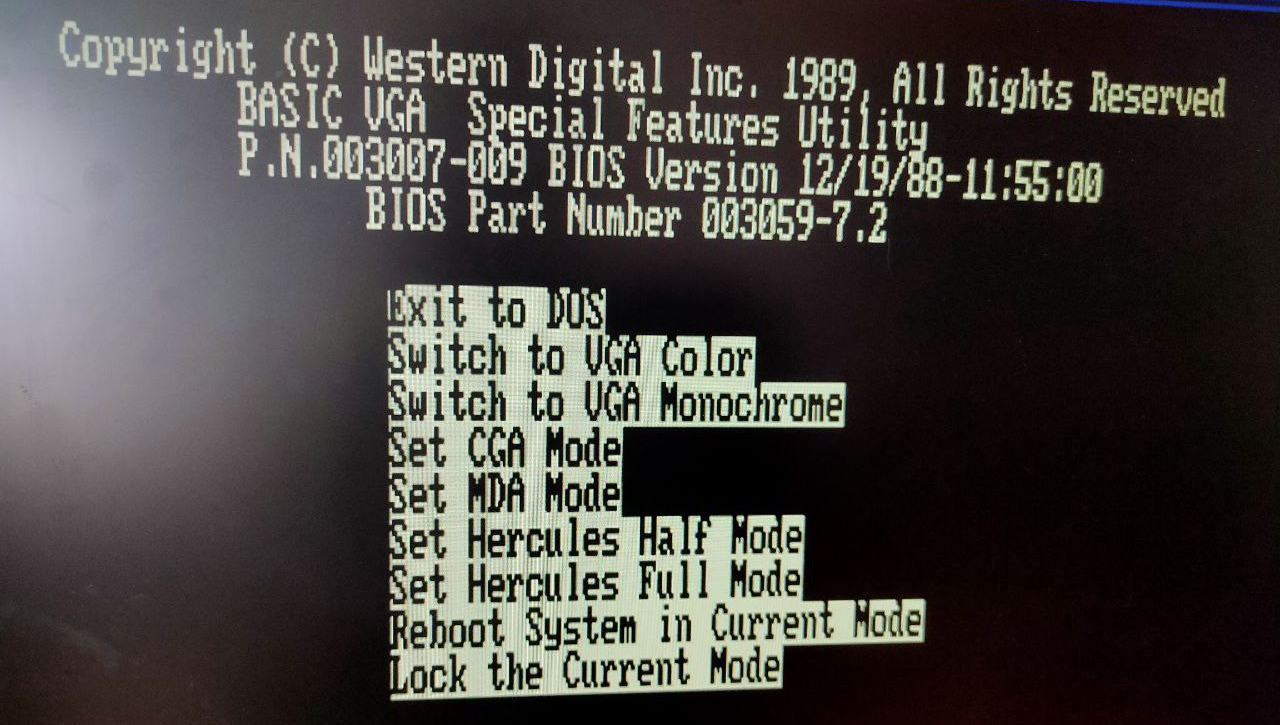 Copyright (C) Western Digital Inc. 1989, All Rights Reserved
BASIC VGA  Special Features Utility
P.N.003007-009 BIOS Version 12/19/88-11:55:00
BIOS Part Number 003059-7.2
Exit to DOS
Switch to VGA Color
Switch to VGA Monochrome
Set CGA Mode
Set MDA Mode
Set Hercules Half Mode
Set Hercules Full Mode
Reboot System in Current Mode
Lock the Current Mode